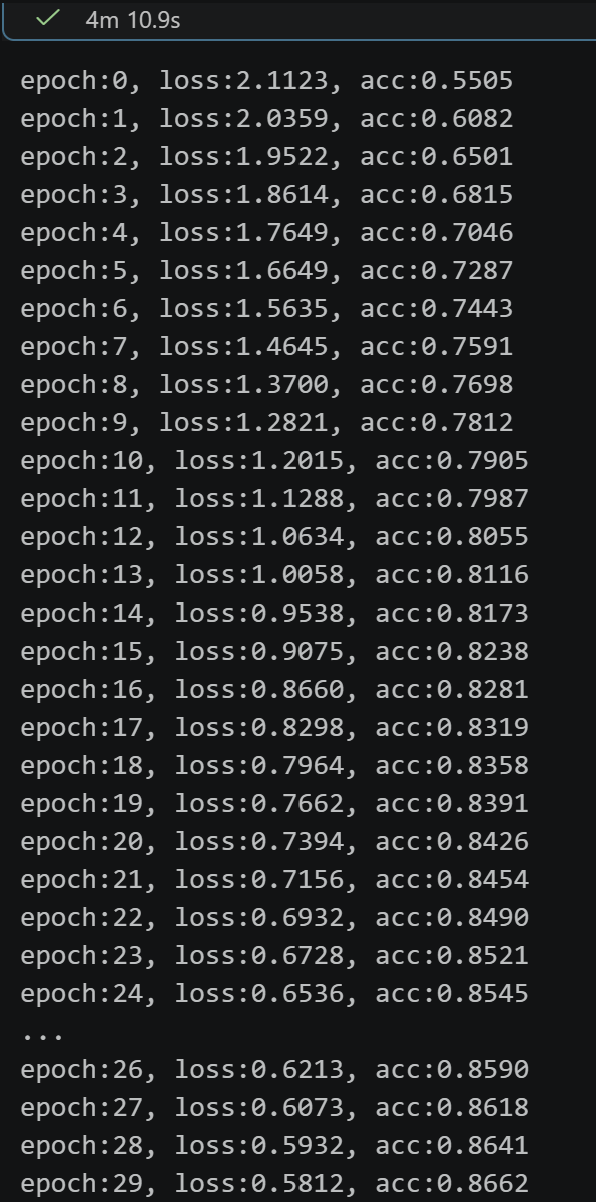 4m 10.9s
epoch:0, loss:2.1123, acc:0.5505
epoch:1, loss:2.0359, acc:0.6082
epoch:2, loss:1.9522, acc:0.6501
epoch:3, loss:1.8614, acc:0.6815
epoch:4, loss:1.7649, acc:0.7046
epoch:5, loss:1.6649, acc:0.7287
epoch:6, loss:1.5635, acc:0.7443
epoch:7, loss:1.4645, acc:0.7591
epoch:8, loss:1.3700, acc:0.7698
epoch:9, loss:1.2821, acc:0.7812
epoch:10, loss:1.2015, acc:0.7905
epoch:11, loss:1.1288, acc:0.7987
epoch:12, loss:1.0634, acc:0.8055
epoch:13, loss:1.0058, acc:0.8116
epoch:14, loss:0.9538, acc:0.8173
epoch:15, loss:0.9075, acc:0.8238
epoch:16, loss:0.8660, acc:0.8281
epoch:17, loss:0.8298, acc:0.8319
epoch:18, loss:0.7964, acc:0.8358
epoch:19, loss:0.7662, acc:0.8391
epoch:20, loss:0.7394, acc:0.8426
epoch:21, loss:0.7156, acc:0.8454
epoch:22, loss:0.6932, acc:0.8490
epoch:23, loss:0.6728, acc:0.8521
epoch:24, loss:0.6536, acc:0.8545
...
epoch:26, loss:0.6213, acc:0.8590
epoch:27, loss:0.6073, acc:0.8618
epoch:28, loss:0.5932, acc:0.8641
epoch:29, loss:0.5812, acc:0.8662